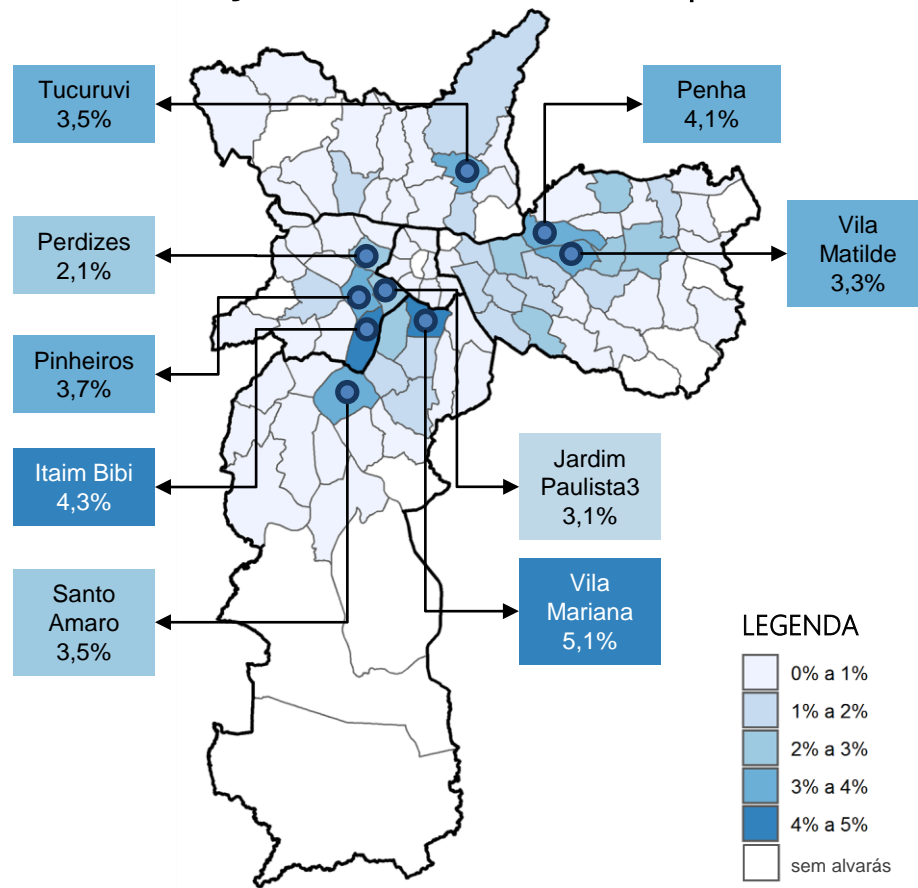 Tucuruvi
3,5%
Penha
4,1%
Perdizes
2,1%
Vila
Matilde
3,3%
Pinheiros
3,7%
Itaim Bibi
4,3%
Jardim
Paulista3
3,1%
Santo
Amaro
3,5%
Vila
Mariana
5,1%
LEGENDA
0% a 1%
1% a 2%
2% a 3%
3% a 4%
4% a 5%
sem alvarás